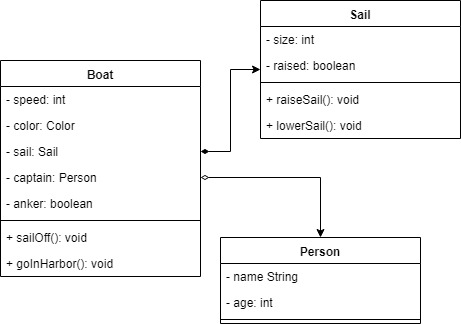 Sail
- size: int
- raised: boolean
+ raiseSail(): void
+ lowerSail(): void
Boat
- speed: int
- color: Color
- sail: Sail
- captain: Person
- anker: boolean
+ sailOff(): void
+ goInHarbor(): void
Person
- name String
- age: int